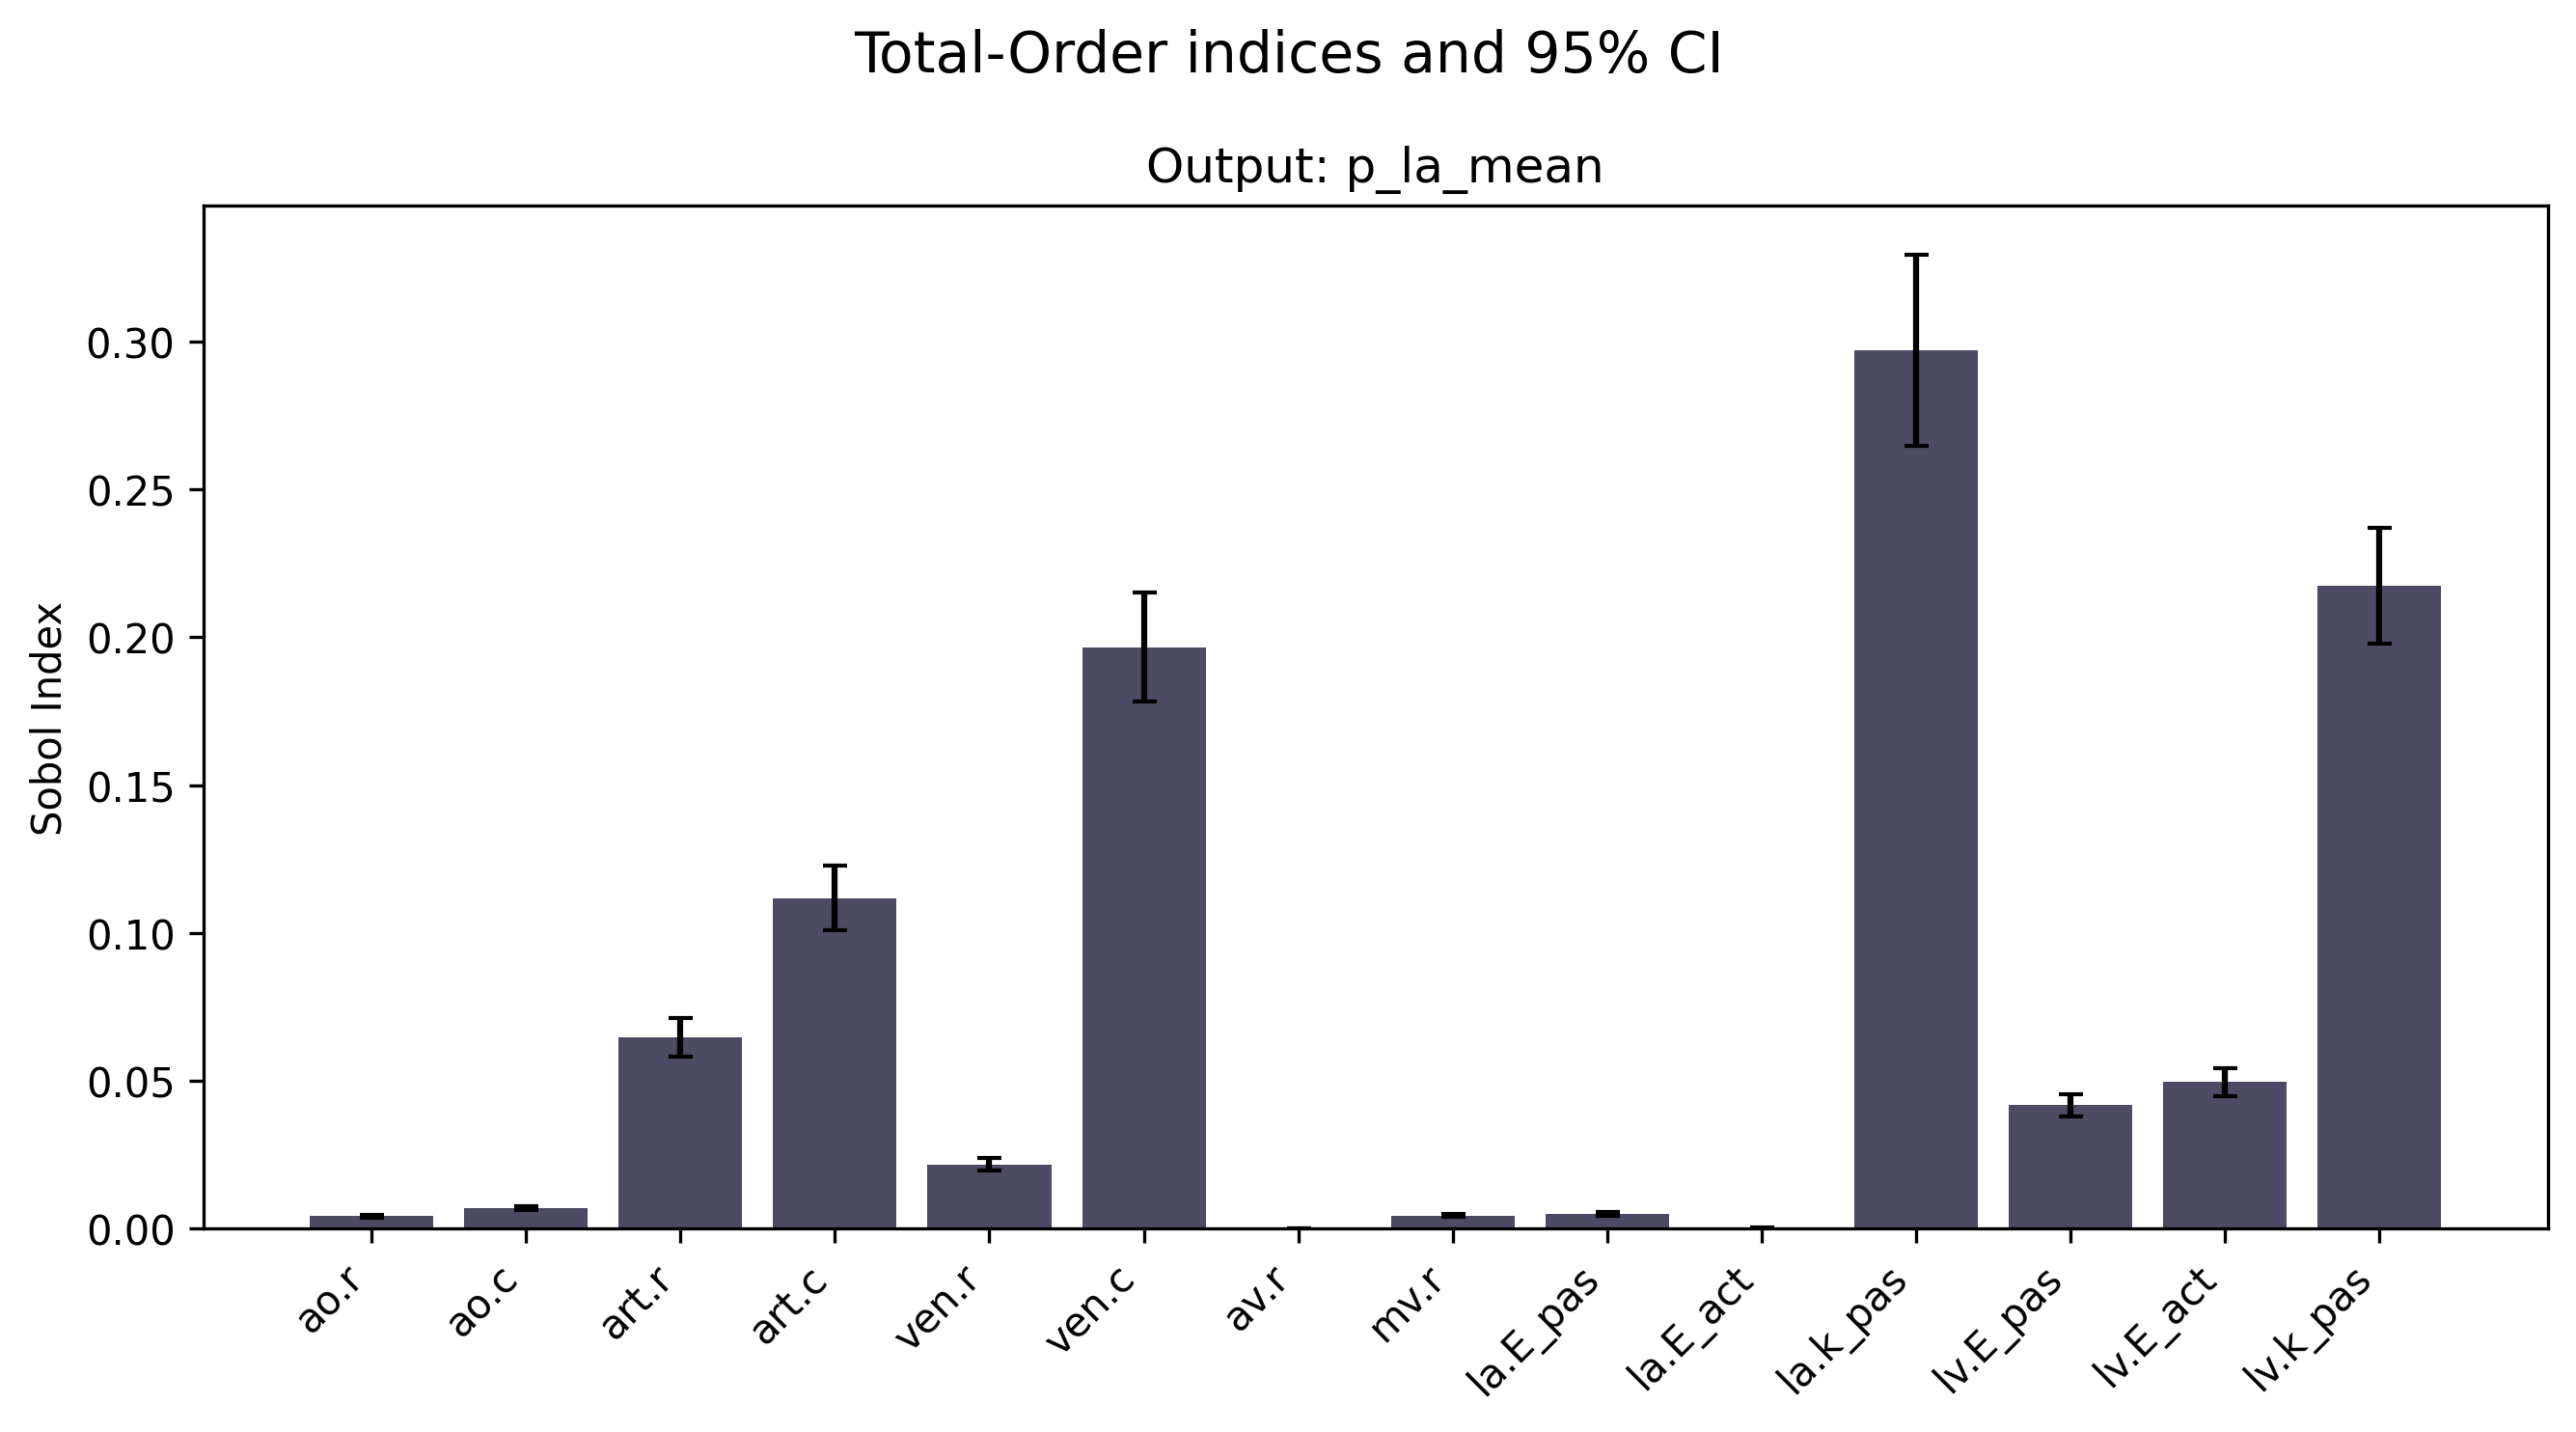 Total-Order indices and 95% CI
Output: p_la_mean
Sobol Index
0.30
0.25
0.20
0.15
0.10
0.05
0.00
ao.r
ao.c
art.r
art.c
ven.r
ven.c
av.r
mv.r
la.E_pas
la.E_act
la.k_pas
lv.E_pas
lv.E_act
lv.k_pas